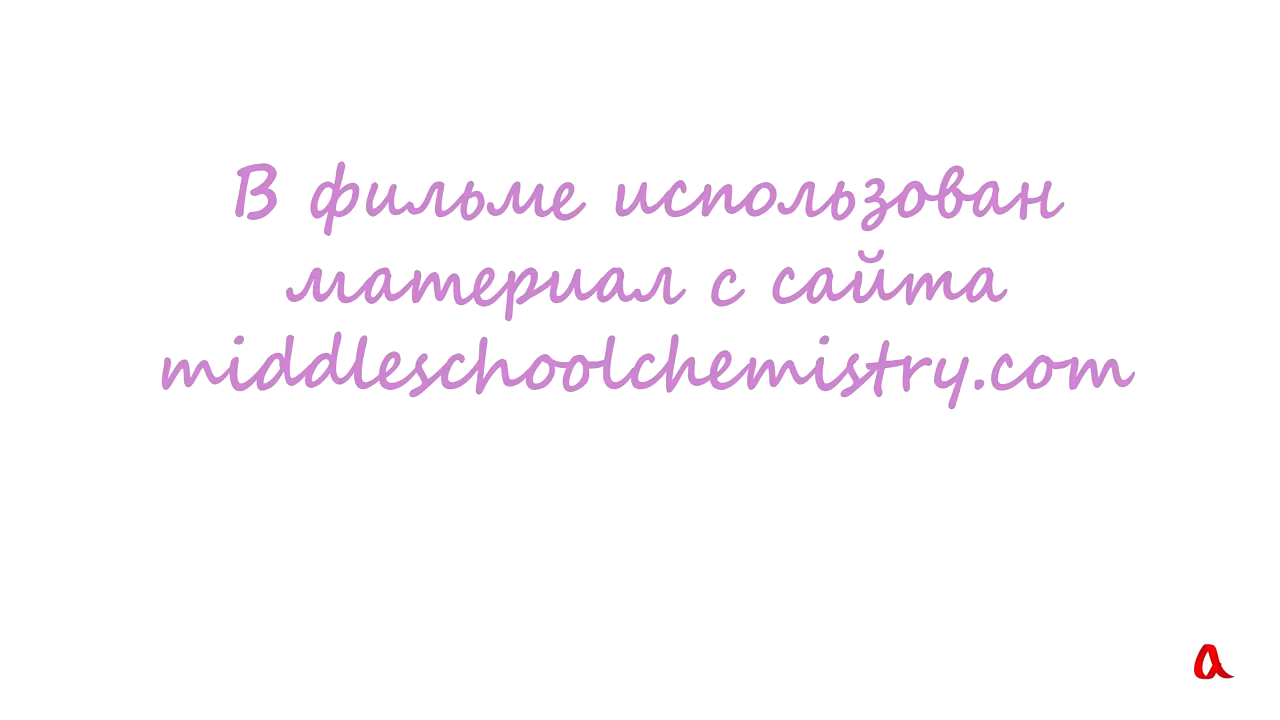 В фильме использован
материал с сайта
middleschoolchemistry.com
a